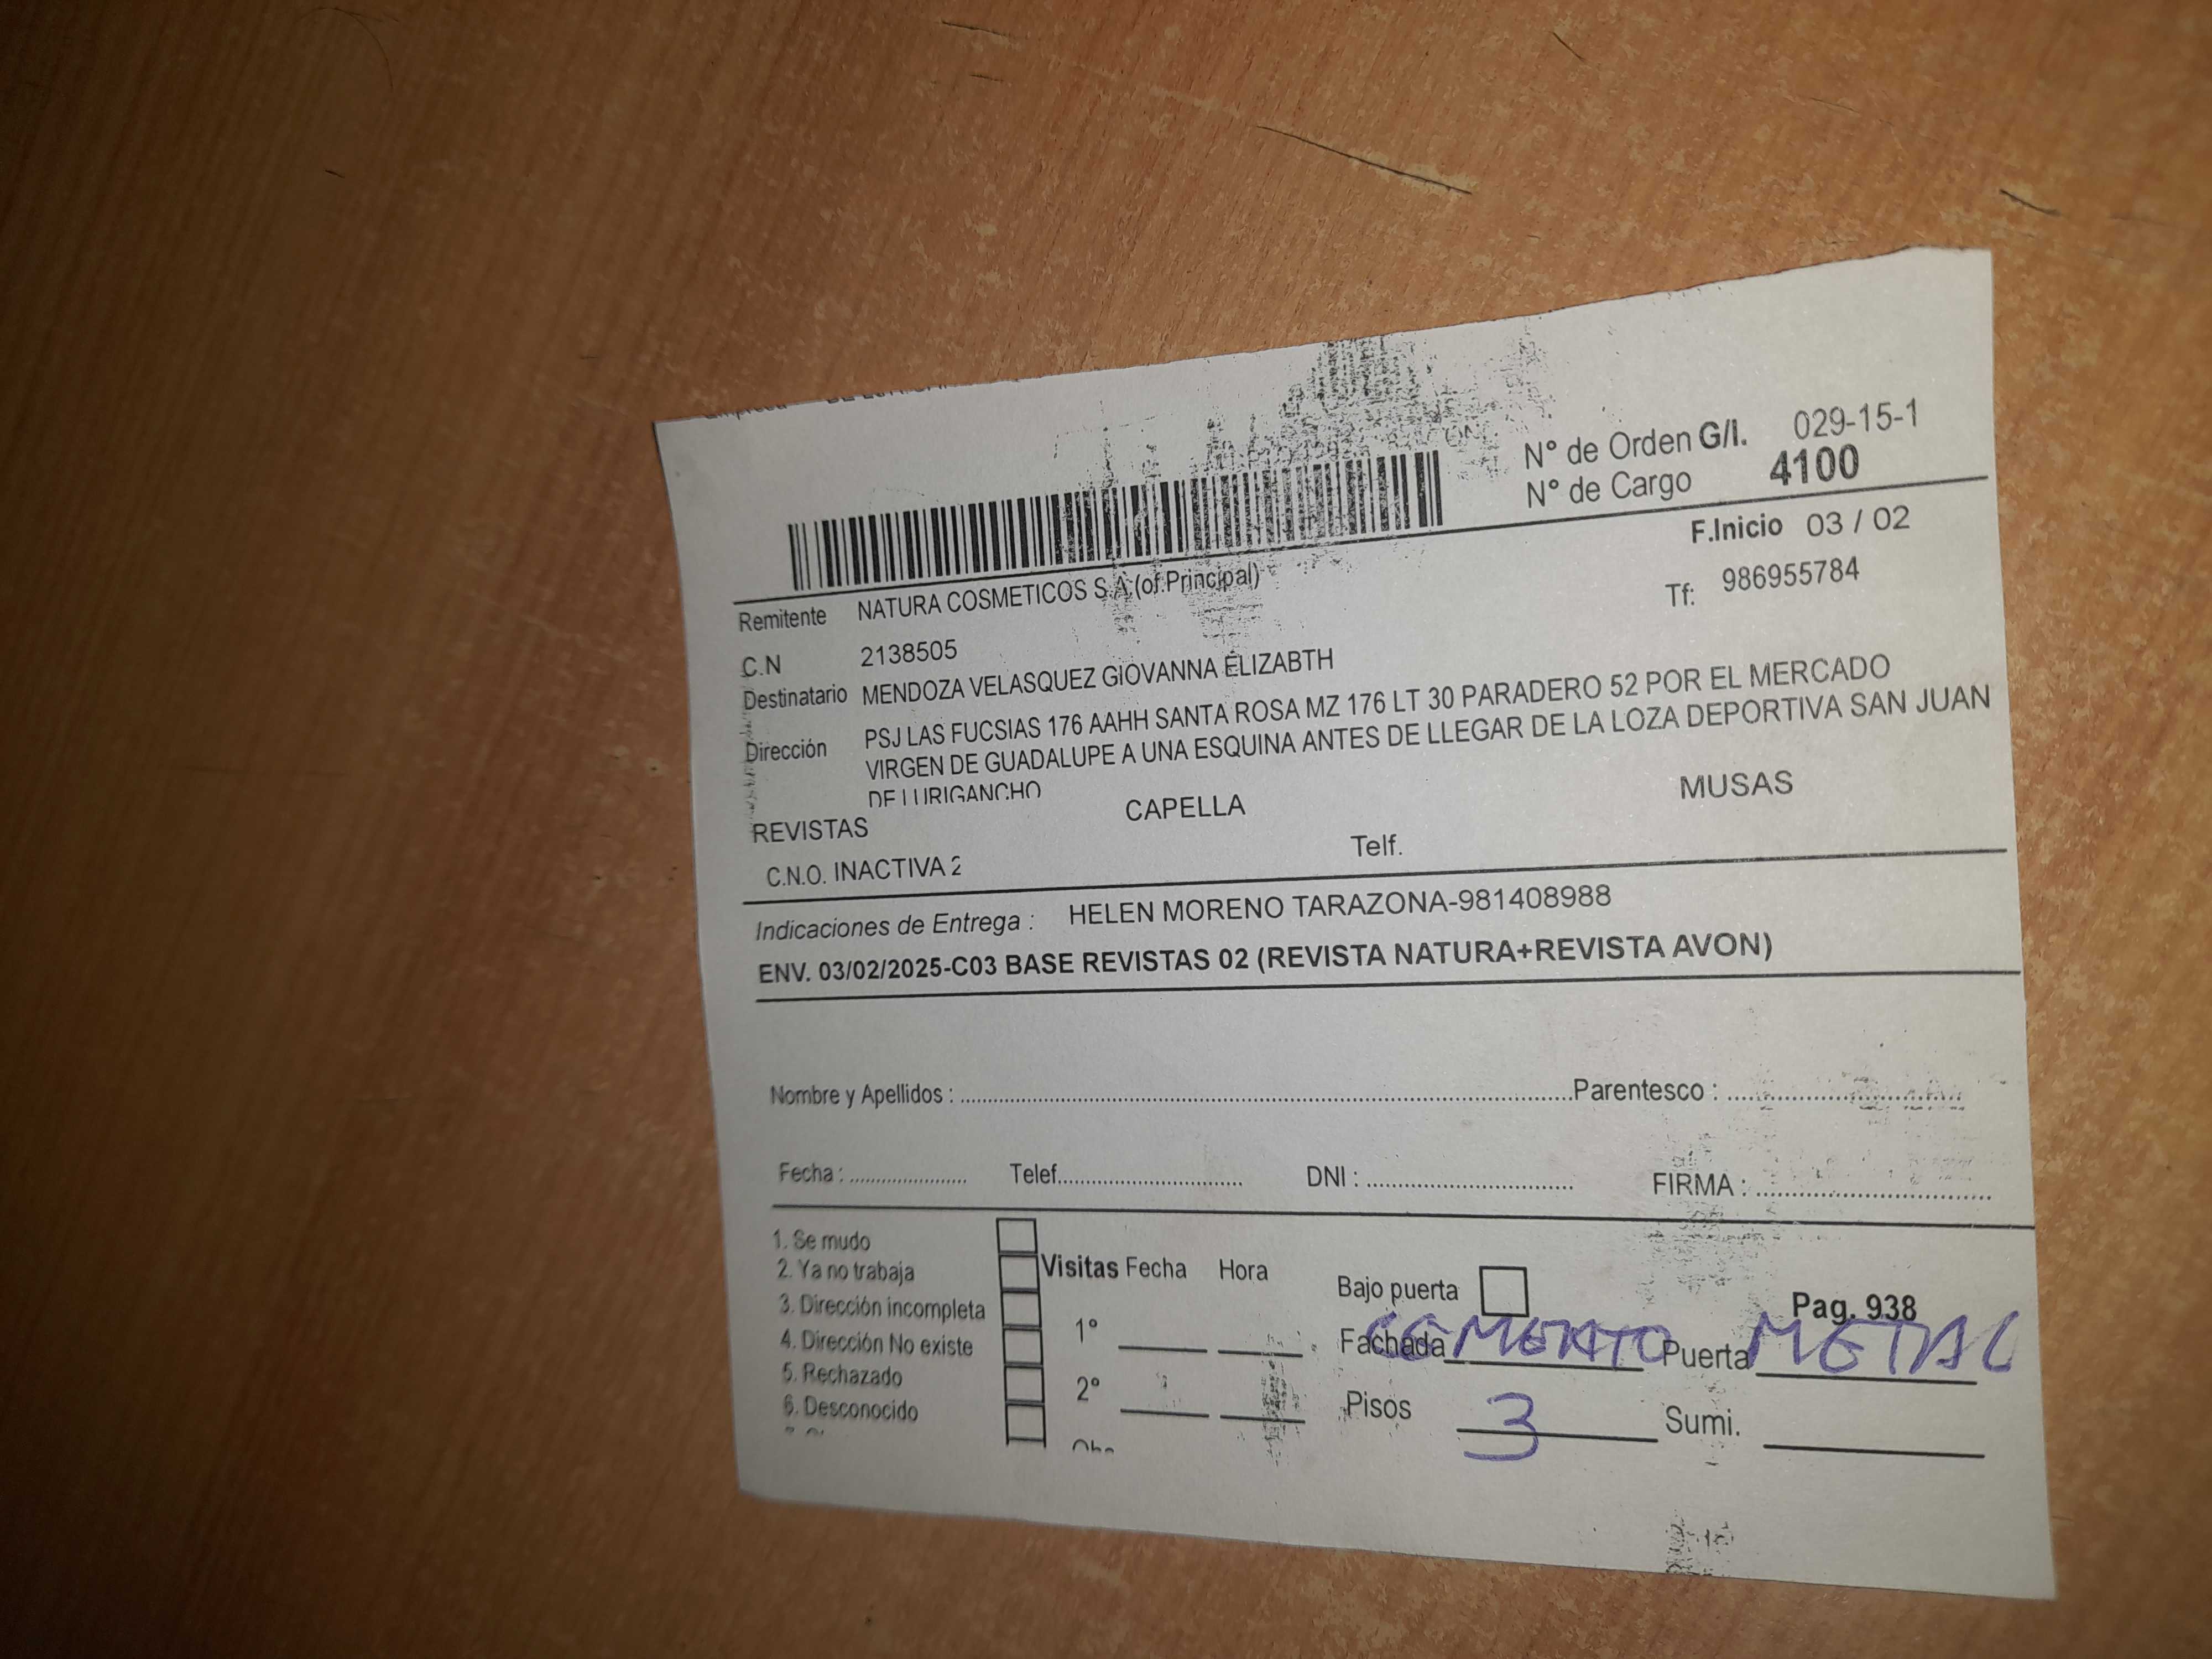 N° de Orden G/I. 029-15-1
N° de Cargo 4100
F.Inicio 03 / 02
Remitente NATURA COSMETICOS S.A.(of.Principal)
Tf: 986955784
C.N 2138505
Destinatario MENDOZA VELASQUEZ GIOVANNA ELIZABTH
Dirección PSJ LAS FUCSIAS 176 AAHH SANTA ROSA MZ 176 LT 30 PARADERO 52 POR EL MERCADO
VIRGEN DE GUADALUPE A UNA ESQUINA ANTES DE LLEGAR DE LA LOZA DEPORTIVA SAN JUAN
DE LURIGANCHO
REVISTAS CAPELLA MUSAS
C.N.O. INACTIVA 2 Telf.
Indicaciones de Entrega : HELEN MORENO TARAZONA-981408988
ENV. 03/02/2025-C03 BASE REVISTAS 02 (REVISTA NATURA+REVISTA AVON)
Nombre y Apellidos : Parentesco :
Fecha : Telef. DNI : FIRMA :
1. Se mudo
2. Ya no trabaja
3. Dirección incompleta
4. Dirección No existe
5. Rechazado
6. Desconocido
Visitas Fecha Hora
1°
2°
Bajo puerta
Pag. 938
Fachada CEMENTO Puerta METAL
Pisos 3 Sumi.